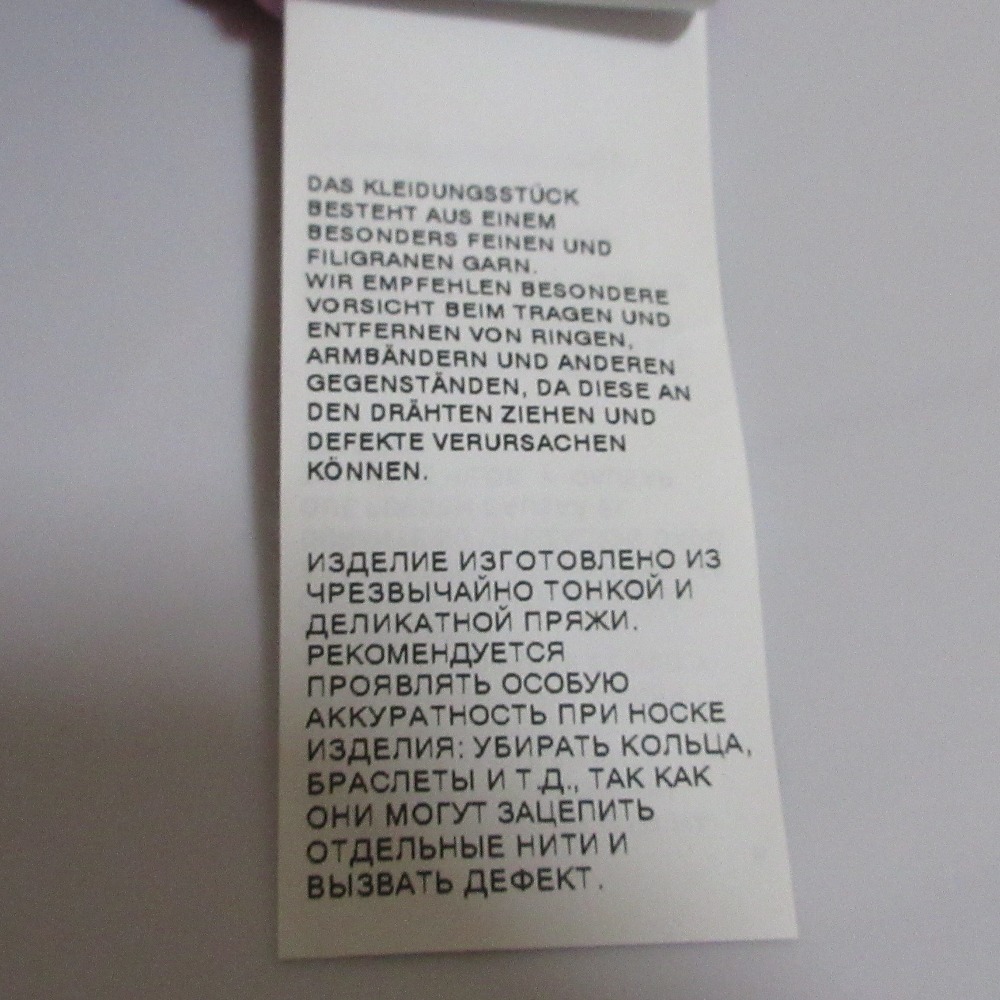 DAS KLEIDUNGSSTÜCK
BESTEHT AUS EINEM
BESONDERS FEINEN UND
FILIGRANEN GARN.
WIR EMPFEHLEN BESONDERE
VORSICHT BEIM TRAGEN UND
ENTFERNEN VON RINGEN,
ARMBÄNDERN UND ANDEREN
GEGENSTÄNDEN, DA DIESE AN
DEN DRÄHTEN ZIEHEN UND
DEFEKTE VERURSACHEN
KÖNNEN.
ИЗДЕЛИЕ ИЗГОТОВЛЕНО ИЗ
ЧРЕЗВЫЧАЙНО ТОНКОЙ И
ДЕЛИКАТНОЙ ПРЯЖИ.
РЕКОМЕНДУЕТСЯ
ПРОЯВЛЯТЬ ОСОБУЮ
АККУРАТНОСТЬ ПРИ НОСКЕ
ИЗДЕЛИЯ: УБИРАТЬ КОЛЬЦА,
БРАСЛЕТЫ И Т.Д., ТАК КАК
ОНИ МОГУТ ЗАЦЕПИТЬ
ОТДЕЛЬНЫЕ НИТИ И
ВЫЗВАТЬ ДЕФЕКТ.